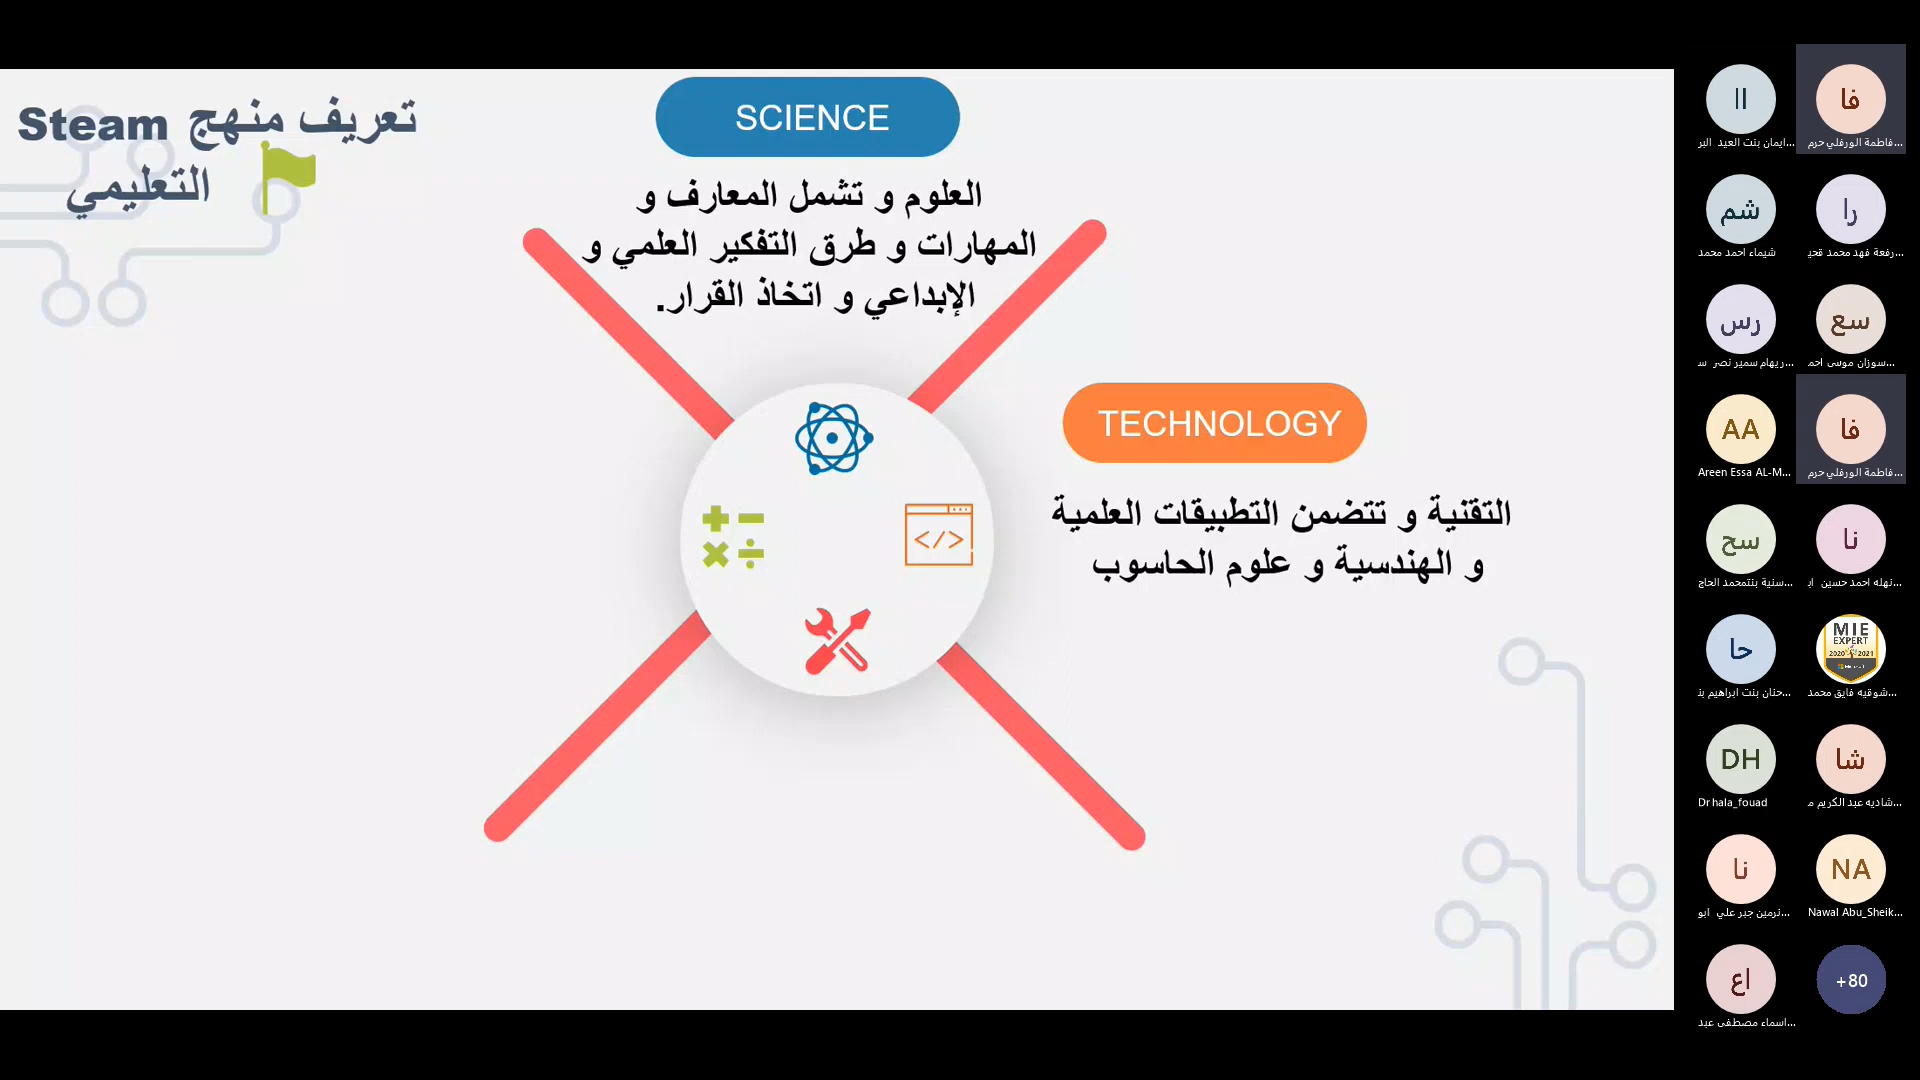 تعريف منهج Steam
التعليمي
SCIENCE
العلوم و تشمل المعارف و
المهارات و طرق التفكير العلمي و
الإبداعي و اتخاذ القرار.
TECHNOLOGY
التقنية و تتضمن التطبيقات العلمية
و الهندسية و علوم الحاسوب
</>
اا
ايمان بنت العيد البر...
فا
فاطمة الورفلي حرم...
شم
شيماء احمد محمد
را
رفعة فهد محمد قحي...
رس
ريهام سمير نصر س...
سع
سوزان موسى احم...
AA
Areen Essa AL-M...
فا
فاطمة الورفلي حرم...
سح
سنية بنتمحمد الحاج...
نا
نهله احمد حسين اب...
حا
حنان بنت ابراهيم بن...
MIE
EXPERT
2020 2021
شوقيه فايق محمد...
DH
Dr hala_fouad
شا
شاديه عبد الكريم م...
نا
نرمين جبر علي ابو...
NA
Nawal Abu_Sheik...
اع
اسماء مصطفى عبد...
+80